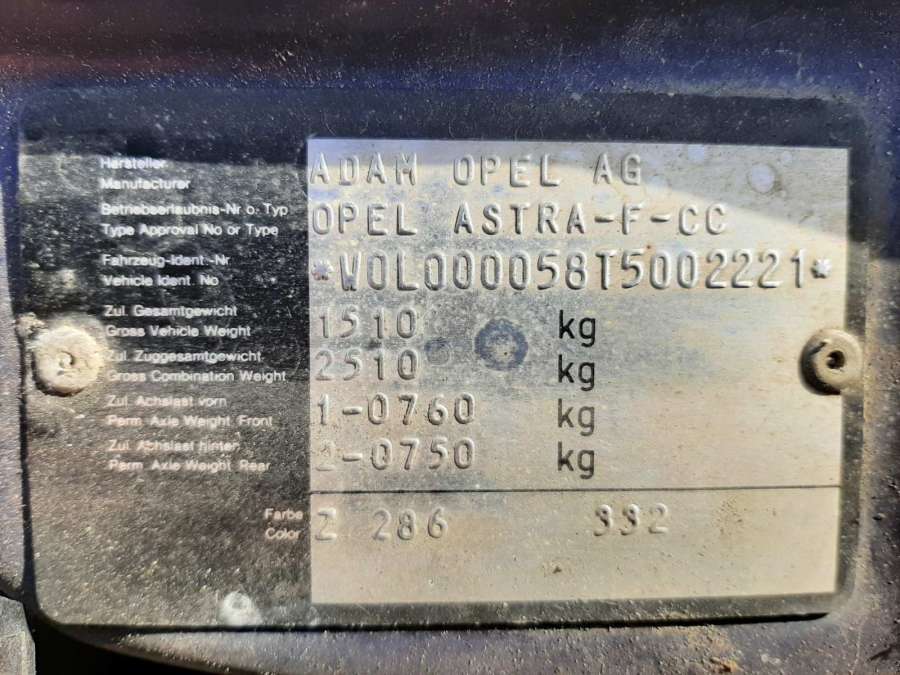 Hersteller
Manufacturer
ADAM OPEL AG
Betriebserlaubnis-Nr o. Typ
Type Approval No or Type
OPEL ASTRA-F-CC
Fahrzeug-Ident.-Nr
Vehicle Ident. No
*W0L000058T5002221*
Zul. Gesamtgewicht
Gross Vehicle Weight
1510 kg
Zul. Zuggesamtgewicht
Gross Combination Weight
2510 kg
Zul. Achslast vorn
Perm. Axle Weight Front
1-0760 kg
Zul. Achslast hinten
Perm. Axle Weight Rear
2-0750 kg
Farbe
Color
Z 286 332